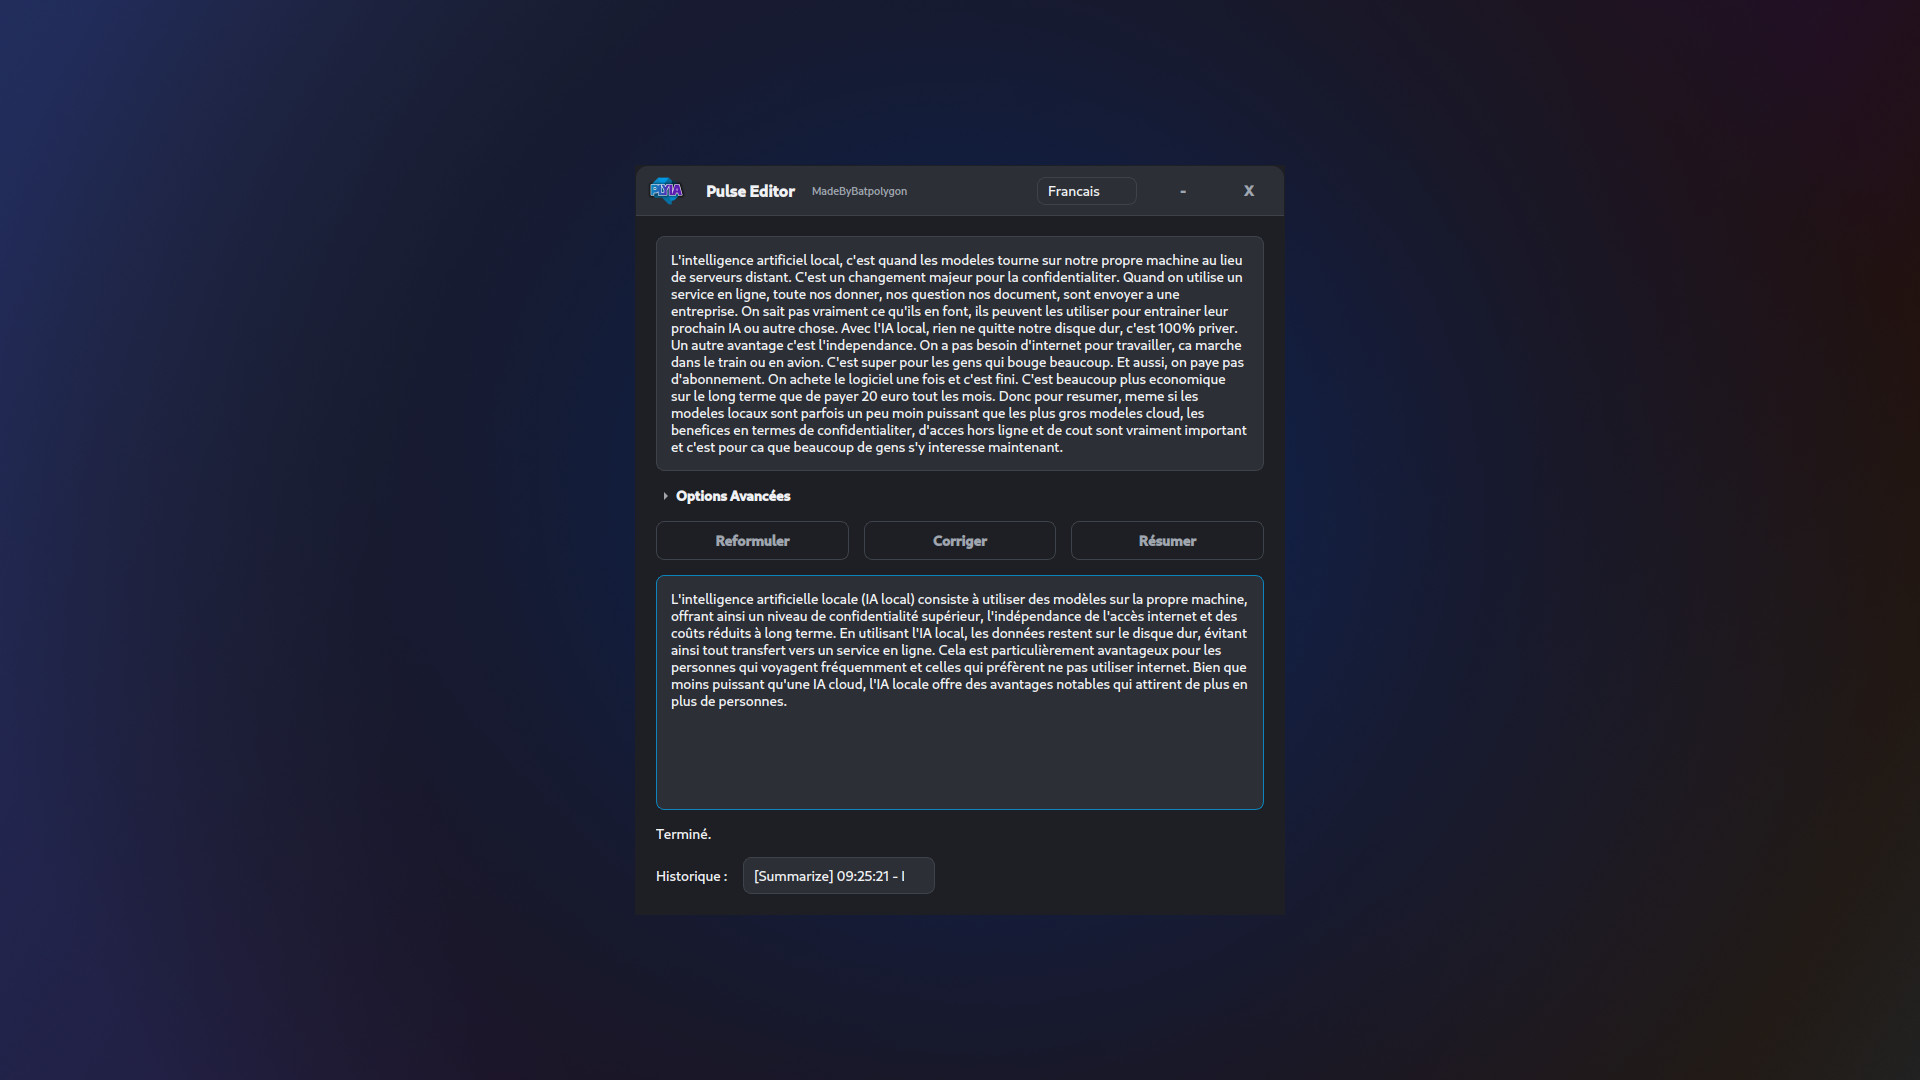 PLYIA
Pulse Editor
MadeByBatpolygon
Francais
-
X
L'intelligence artificiel local, c'est quand les modeles tourne sur notre propre machine au lieu
de serveurs distant. C'est un changement majeur pour la confidentialiter. Quand on utilise un
service en ligne, toute nos donner, nos question nos document, sont envoyer a une
entreprise. On sait pas vraiment ce qu'ils en font, ils peuvent les utiliser pour entrainer leur
prochain IA ou autre chose. Avec l'IA local, rien ne quitte notre disque dur, c'est 100% priver.
Un autre avantage c'est l'independance. On a pas besoin d'internet pour travailler, ca marche
dans le train ou en avion. C'est super pour les gens qui bouge beaucoup. Et aussi, on paye pas
d'abonnement. On achete le logiciel une fois et c'est fini. C'est beaucoup plus economique
sur le long terme que de payer 20 euro tout les mois. Donc pour resumer, meme si les
modeles locaux sont parfois un peu moin puissant que les plus gros modeles cloud, les
benefices en termes de confidentialiter, d'acces hors ligne et de cout sont vraiment important
et c'est pour ca que beaucoup de gens s'y interesse maintenant.
Options Avancées
Reformuler
Corriger
Résumer
L'intelligence artificielle locale (IA local) consiste à utiliser des modèles sur la propre machine,
offrant ainsi un niveau de confidentialité supérieur, l'indépendance de l'accès internet et des
coûts réduits à long terme. En utilisant l'IA local, les données restent sur le disque dur, évitant
ainsi tout transfert vers un service en ligne. Cela est particulièrement avantageux pour les
personnes qui voyagent fréquemment et celles qui préfèrent ne pas utiliser internet. Bien que
moins puissant qu'une IA cloud, l'IA locale offre des avantages notables qui attirent de plus en
plus de personnes.
Terminé.
Historique :
[Summarize] 09:25:21 - l